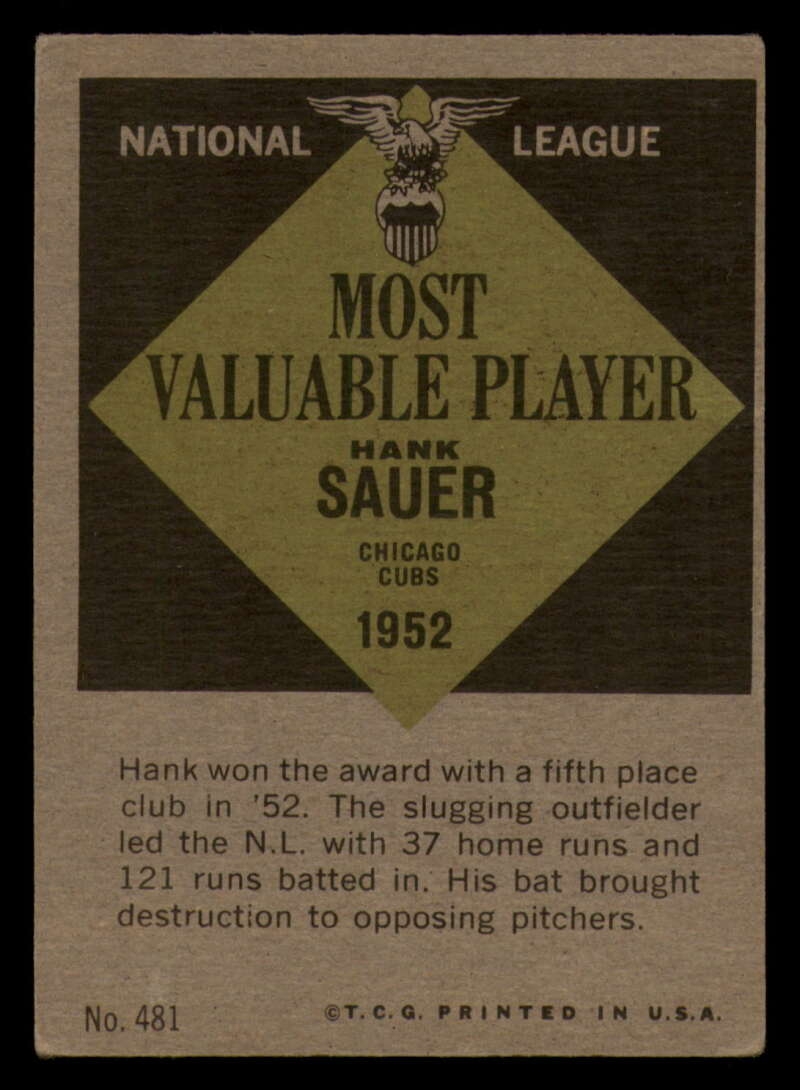 NATIONAL LEAGUE
MOST
VALUABLE PLAYER
HANK
SAUER
CHICAGO
CUBS
1952
Hank won the award with a fifth place
club in '52. The slugging outfielder
led the N.L. with 37 home runs and
121 runs batted in. His bat brought
destruction to opposing pitchers.
No. 481 ©T.C.G. PRINTED IN U.S.A.